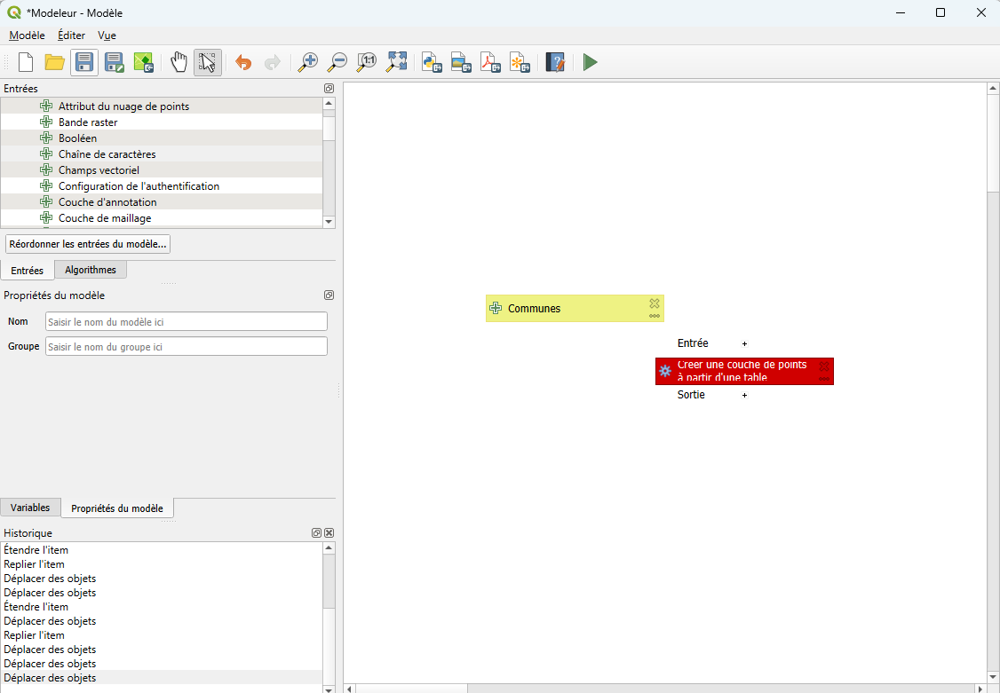 *Modeleur - Modèle
Modèle Éditer Vue
1:1
Entrées
Attribut du nuage de points
Bande raster
Booléen
Chaîne de caractères
Champs vectoriel
Configuration de l'authentification
Couche d'annotation
Couche de maillage
Réordonner les entrées du modèle...
Entrées Algorithmes
Propriétés du modèle
Nom Saisir le nom du modèle ici
Groupe Saisir le nom du groupe ici
Variables Propriétés du modèle
Historique
Étendre l'item
Replier l'item
Déplacer des objets
Déplacer des objets
Étendre l'item
Déplacer des objets
Replier l'item
Déplacer des objets
Déplacer des objets
Déplacer des objets
Communes
Entrée +
Créer une couche de points
à partir d'une table
Sortie +